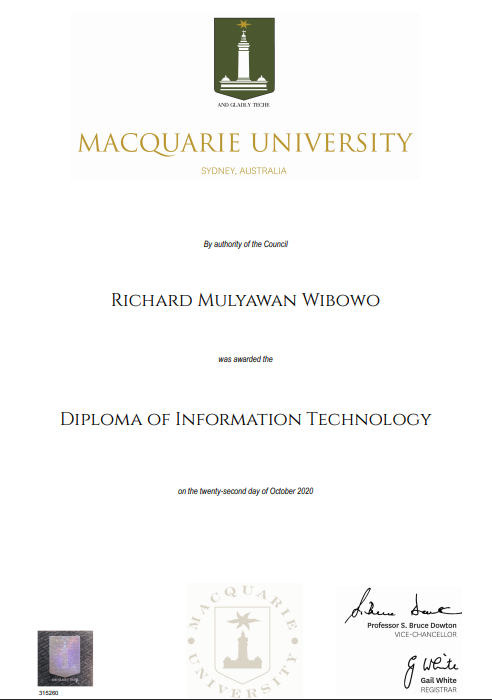 AND GLADLY TECHE
MACQUARIE UNIVERSITY
SYDNEY, AUSTRALIA
By authority of the Council
Richard Mulyawan Wibowo
was awarded the
Diploma of Information Technology
on the twenty-second day of October 2020
MACQUARIE
UNIVERSITY
Professor S. Bruce Dowton
VICE-CHANCELLOR
G White
Gail White
REGISTRAR
315260